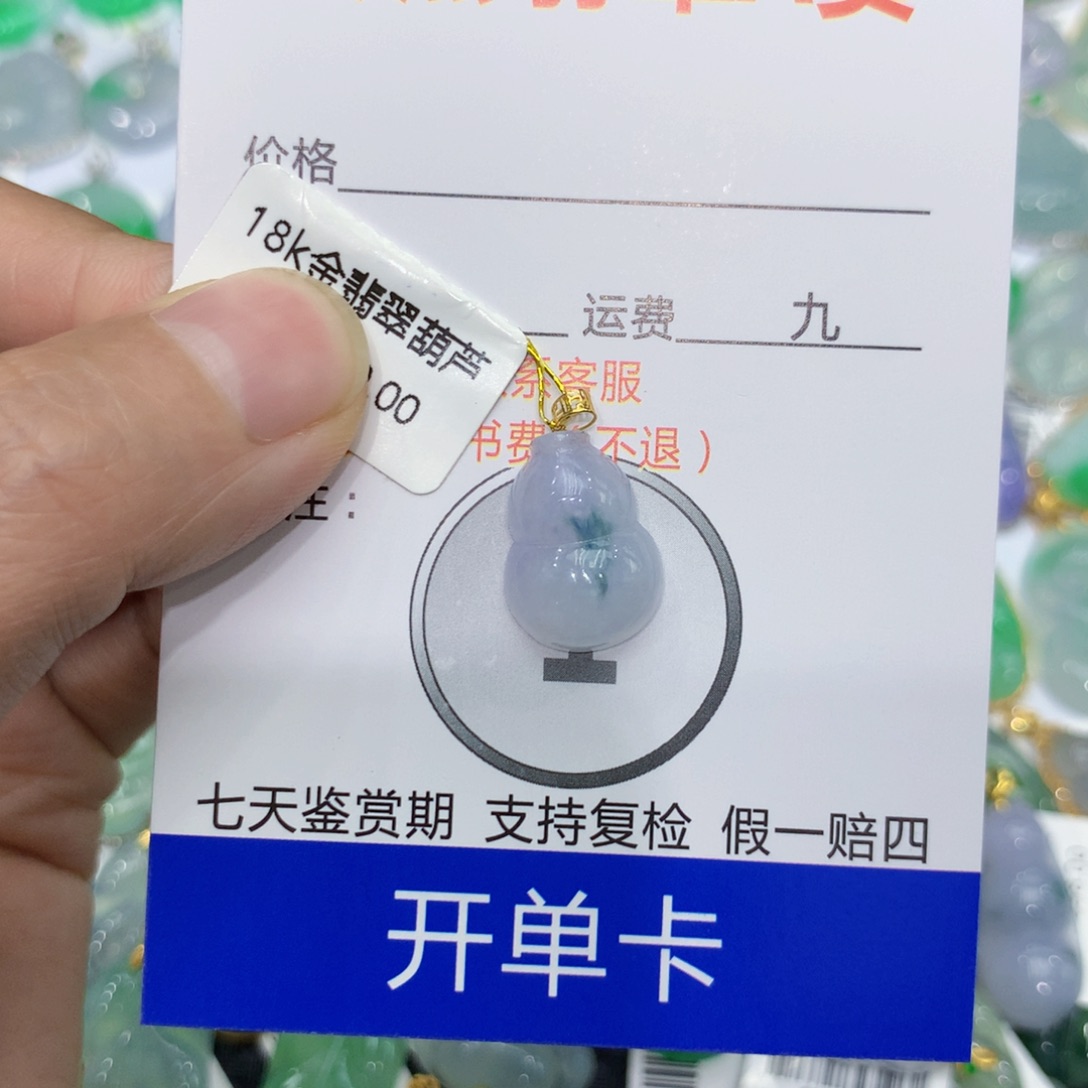 价格
18k金翡翠葫芦
.00
运费 九
系客服
书费 不退）
注：
七天鉴赏期 支持复检 假一赔四
开单卡